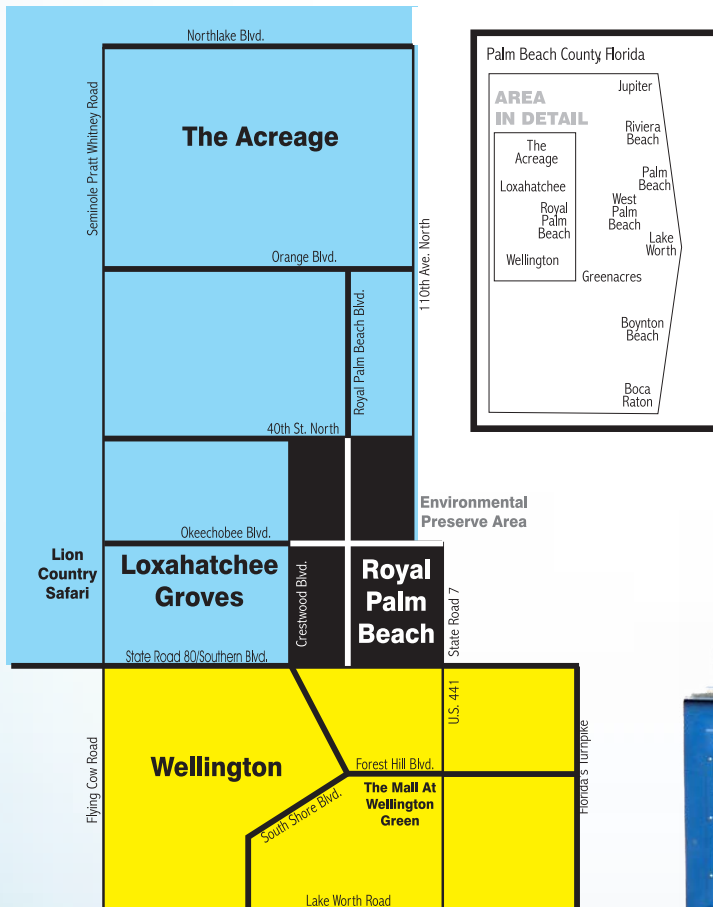 Northlake Blvd.
Seminole Pratt Whitney Road
The Acreage
110th Ave. North
Orange Blvd.
Royal Palm Beach Blvd.
40th St. North
Environmental
Preserve Area
Okeechobee Blvd.
Lion
Country
Safari
Loxahatchee
Groves
Crestwood Blvd.
Royal
Palm
Beach
State Road 7
State Road 80/Southern Blvd.
U.S. 441
Flying Cow Road
Wellington
Forest Hill Blvd.
Florida's Turnpike
The Mall At
Wellington
Green
South Shore Blvd.
Lake Worth Road
Palm Beach County, Florida
AREA
IN DETAIL
The
Acreage
Loxahatchee
Royal
Palm
Beach
Wellington
Jupiter
Riviera
Beach
Palm
Beach
West
Palm
Beach
Lake
Worth
Greenacres
Boynton
Beach
Boca
Raton